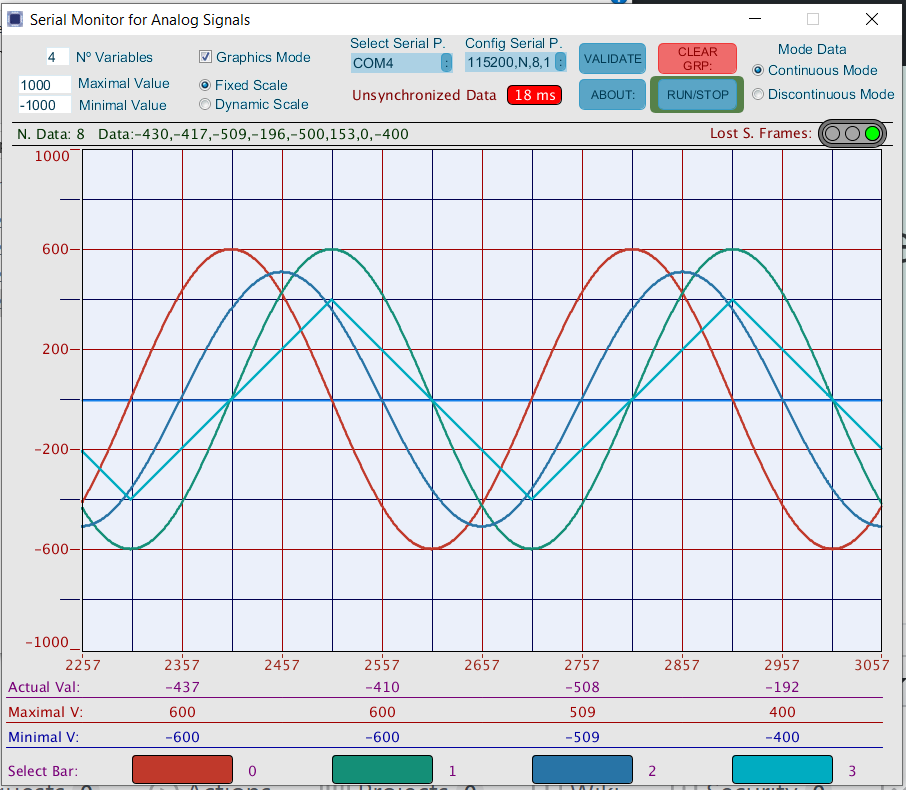 Serial Monitor for Analog Signals
4 Nº Variables
1000 Maximal Value
-1000 Minimal Value
Graphics Mode
Fixed Scale
Dynamic Scale
Select Serial P. Config Serial P.
COM4 : 115200,N,8,1 :
Unsynchronized Data 18 ms
VALIDATE
CLEAR
GRP:
ABOUT:
RUN/STOP
Mode Data
Continuous Mode
Discontinuous Mode
N. Data: 8 Data:-430,-417,-509,-196,-500,153,0,-400
Lost S. Frames:
1000
600
200
-200
-600
-1000
2257 2357 2457 2557 2657 2757 2857 2957 3057
Actual Val: -437 -410 -508 -192
Maximal V: 600 600 509 400
Minimal V: -600 -600 -509 -400
Select Bar: 0 1 2 3